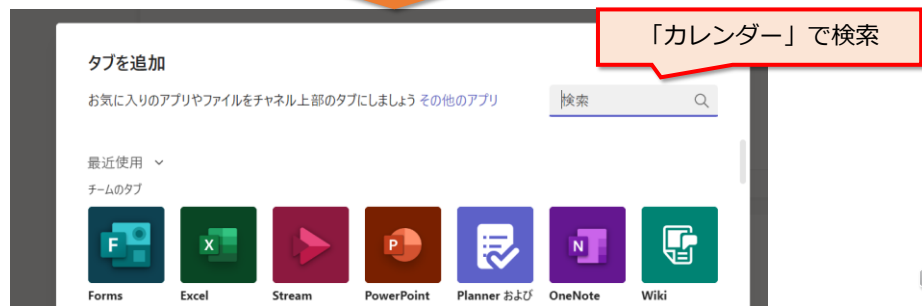 「カレンダー」で検索
タブを追加
お気に入りのアプリやファイルをチャネル上部のタブにしましょう その他のアプリ
検索
最近使用
チームのタブ
F
X
P
N
Forms
Excel
Stream
PowerPoint
Planner および
OneNote
Wiki